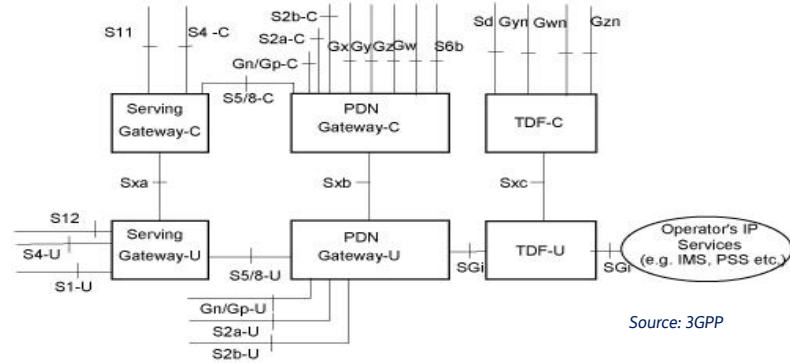 S2b-C
S2a-C
Gn/Gp-C
S11
S4 -C
Gx
Gy
Gz
Gw
S6b
Sd
Gyn
Gwn
Gzn
S5/8-C
Serving
Gateway-C
PDN
Gateway-C
TDF-C
Sxa
Sxb
Sxc
S12
S4-U
S1-U
Serving
Gateway-U
S5/8-U
PDN
Gateway-U
SGi
TDF-U
SGi
Operator's IP
Services
(e.g. IMS, PSS etc.)
Gn/Gp-U
S2a-U
S2b-U
Source: 3GPP